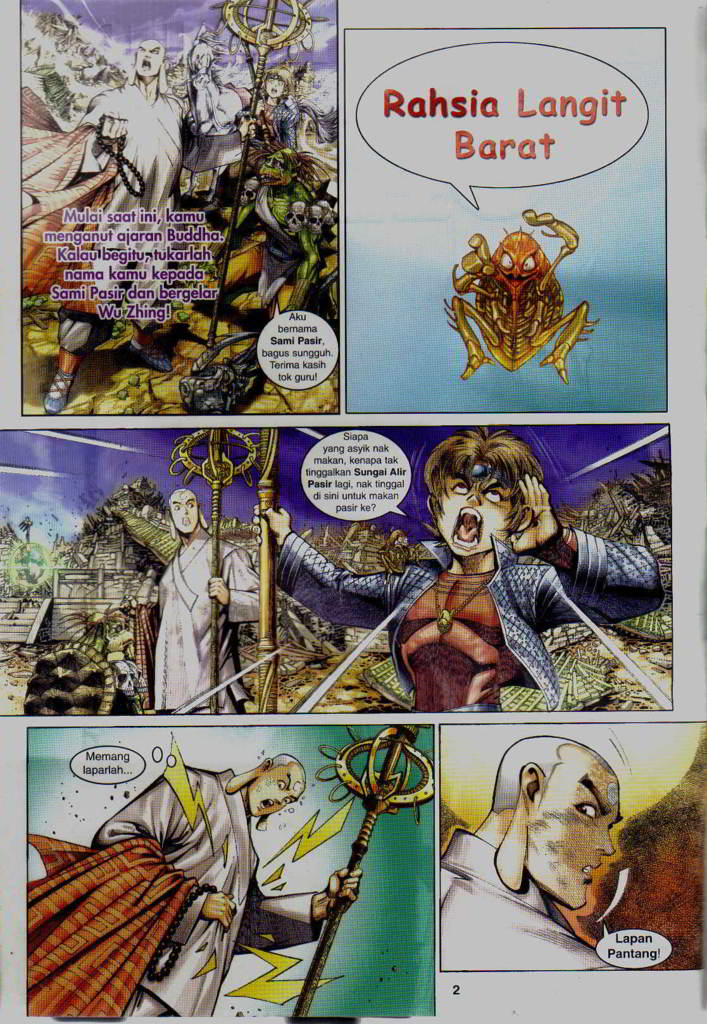 Mulai saat ini, kamu
menganut ajaran Buddha.
Kalau begitu, tukarlah
nama kamu kepada
Sami Pasir dan bergelar
Wu Zhing!
Aku
bernama
Sami Pasir,
bagus sungguh.
Terima kasih
tok guru!
Rahsia Langit
Barat
Siapa
yang asyik nak
makan, kenapa tak
tinggalkan Sungai Alir
Pasir lagi, nak tinggal
di sini untuk makan
pasir ke?
Memang
laparlah...
Lapan
Pantang!
2